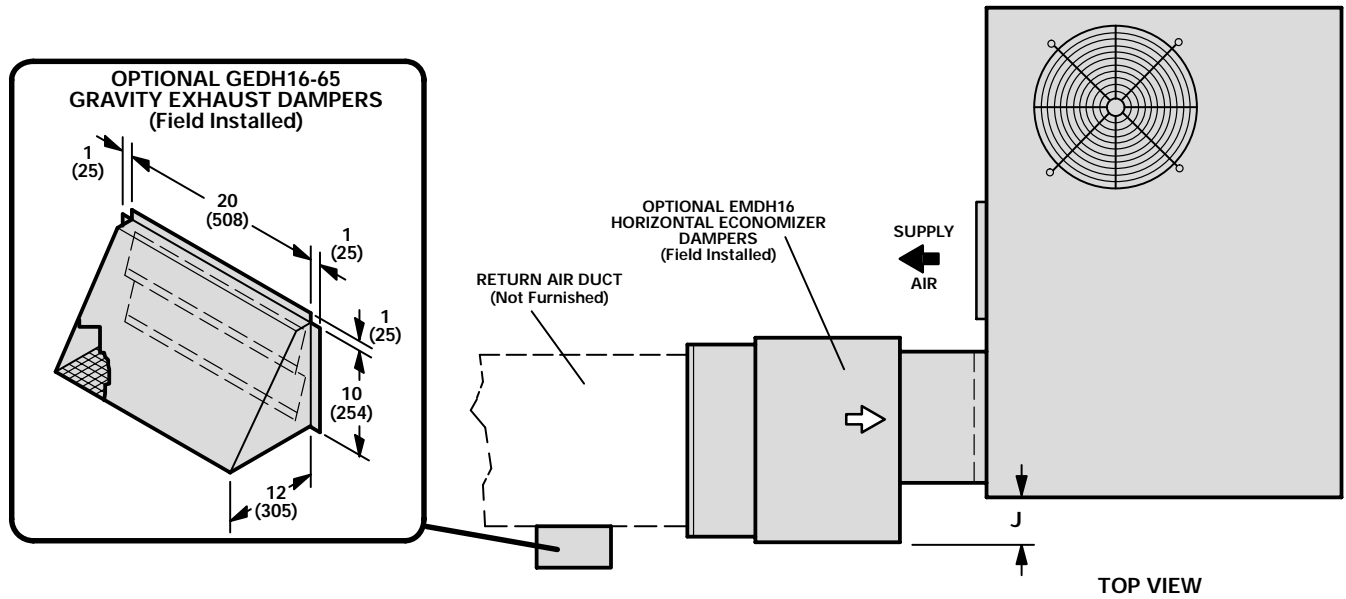 OPTIONAL GEDH16-65
GRAVITY EXHAUST DAMPERS
(Field Installed)
1
(25)
20
(508)
1
(25)
1
(25)
10
(254)
12
(305)
OPTIONAL EMDH16
HORIZONTAL ECONOMIZER
DAMPERS
(Field Installed)
RETURN AIR DUCT
(Not Furnished)
SUPPLY
AIR
J
TOP VIEW